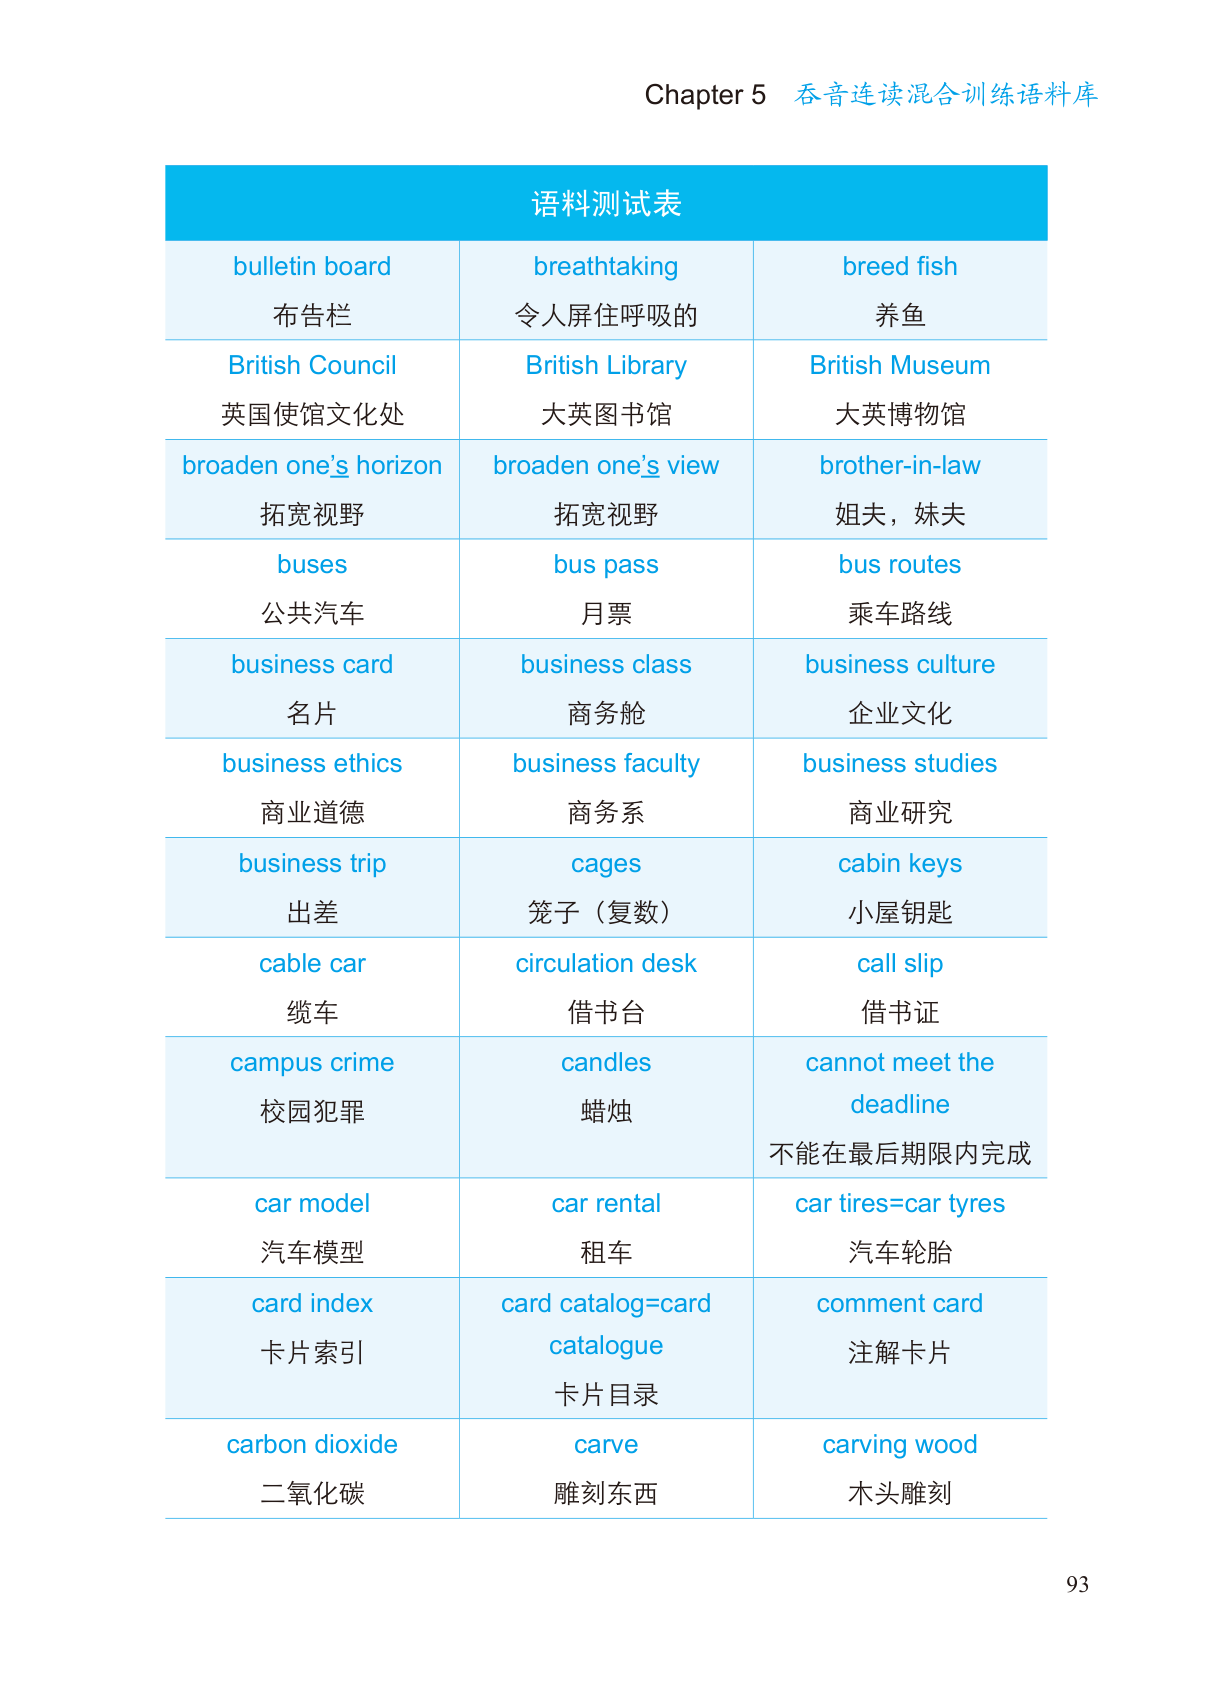 Chapter 5 吞音连读混合训练语料库
语料测试表
bulletin board breathtaking breed fish
布告栏 令人屏住呼吸的 养鱼
British Council British Library British Museum
英国使馆文化处 大英图书馆 大英博物馆
broaden one’s horizon broaden one’s view brother-in-law
拓宽视野 拓宽视野 姐夫，妹夫
buses bus pass bus routes
公共汽车 月票 乘车路线
business card business class business culture
名片 商务舱 企业文化
business ethics business faculty business studies
商业道德 商务系 商业研究
business trip cages cabin keys
出差 笼子（复数） 小屋钥匙
cable car circulation desk call slip
缆车 借书台 借书证
campus crime candles cannot meet the
校园犯罪 蜡烛 deadline
不能在最后期限内完成
car model car rental car tires=car tyres
汽车模型 租车 汽车轮胎
card index card catalog=card comment card
卡片索引 catalogue 注解卡片
卡片目录
carbon dioxide carve carving wood
二氧化碳 雕刻东西 木头雕刻
93